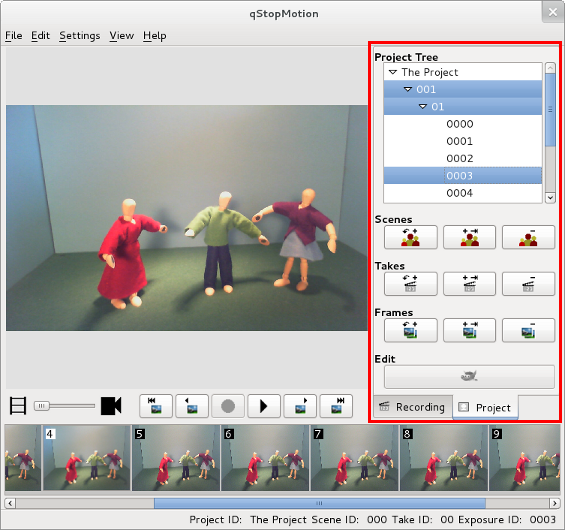 qStopMotion
File Edit Settings View Help
Project Tree
The Project
001
01
0000
0001
0002
0003
0004
Scenes
Takes
Frames
Edit
Recording Project
4 5 6 7 8 9
Project ID: The Project Scene ID: 000 Take ID: 00 Exposure ID: 0003